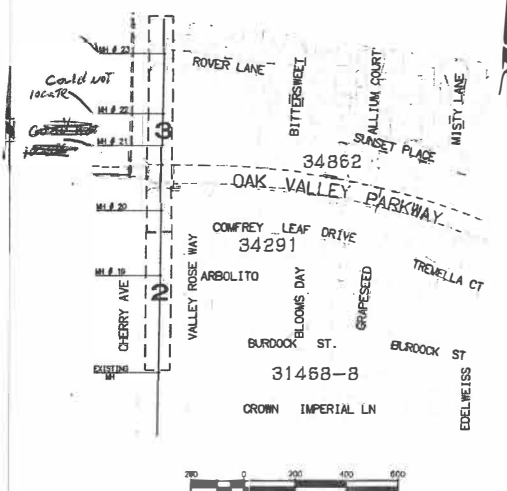 MH # 23
ROVER LANE
Could NOT
locate
BITTERSWEET
ALLIUM COURT
MISTY LANE
MH # 22
3
MH # 21
SUNSET PLACE
34862
OAK VALLEY PARKWAY
MH # 20
COMFREY LEAF DRIVE
34291
VALLEY ROSE WAY
ARBOLITO
TREMELLA CT
MH # 19
CHERRY AVE
2
BLOOMS DAY
GRAPESEED
BURDOCK ST.
BURDOCK ST
EXISTING
MH
31468-8
EDELWEISS
CROWN IMPERIAL LN
200 0 200 400 600